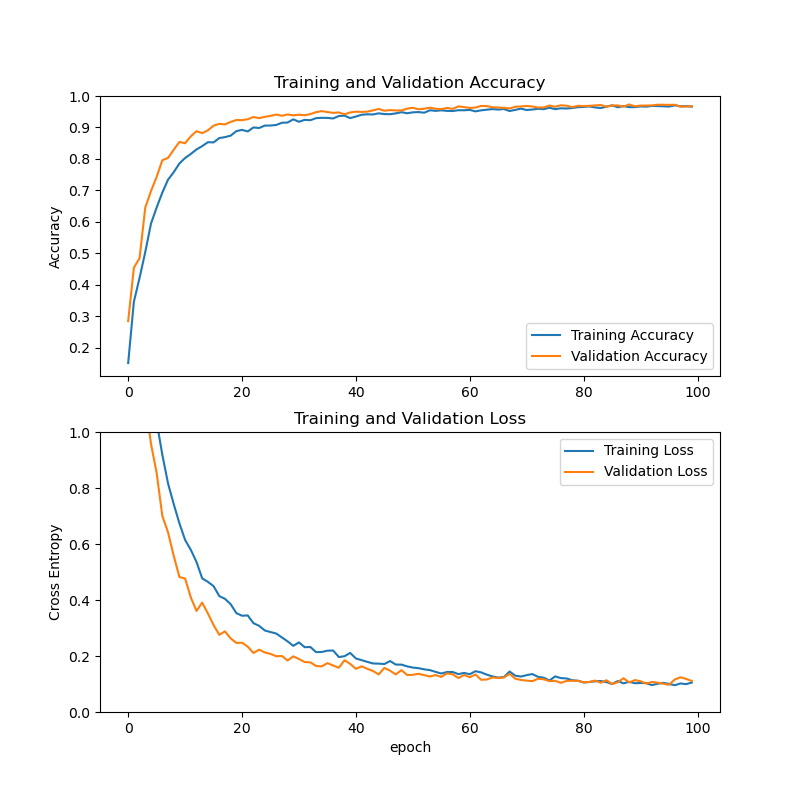 Training and Validation Accuracy
Accuracy
1.0
0.9
0.8
0.7
0.6
0.5
0.4
0.3
0.2
Training Accuracy
Validation Accuracy
0 20 40 60 80 100
Training and Validation Loss
Cross Entropy
1.0
0.8
0.6
0.4
0.2
0.0
Training Loss
Validation Loss
0 20 40 60 80 100
epoch